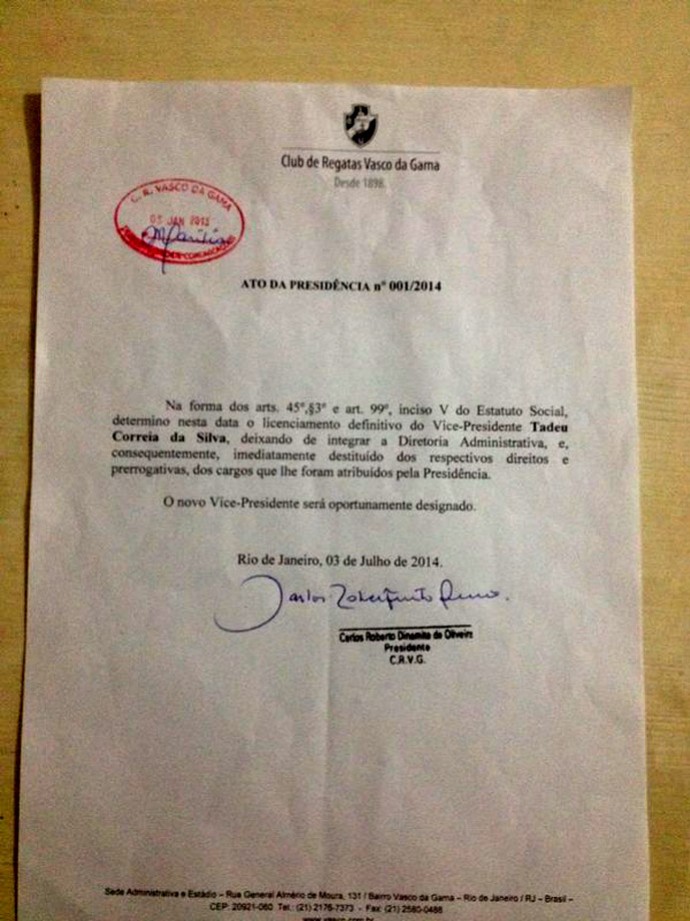 Club de Regatas Vasco da Gama
Desde 1898.
C. R. VASCO DA GAMA
03 JAN
ATO DA PRESIDÊNCIA nº 001/2014
Na forma dos arts. 45º,§3º e art. 99º, inciso V do Estatuto Social,
determino nesta data o licenciamento definitivo do Vice-Presidente Tadeu
Correia da Silva, deixando de integrar a Diretoria Administrativa, e,
consequentemente, imediatamente destituído dos respectivos direitos e
prerrogativas, dos cargos que lhe foram atribuídos pela Presidência.
O novo Vice-Presidente será oportunamente designado.
Rio de Janeiro, 03 de Julho de 2014.
Carlos Roberto Dinamite de Oliveira
Presidente
C.R.V.G.
Sede Administrativa e Estádio – Rua General Almério de Moura, 131 / Bairro Vasco da Gama – Rio de Janeiro / RJ – Brasil –
CEP: 20921-060 Tel.: (21) 2176-7373 - Fax: (21) 2580-0488
www.vasco.com.br